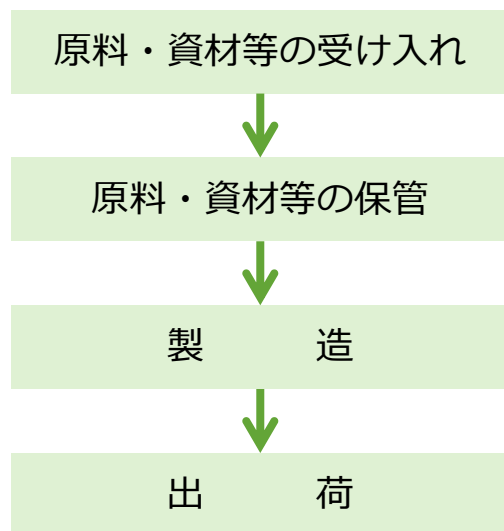 原料・資材等の受け入れ
原料・資材等の保管
製　　　造
出　　　荷